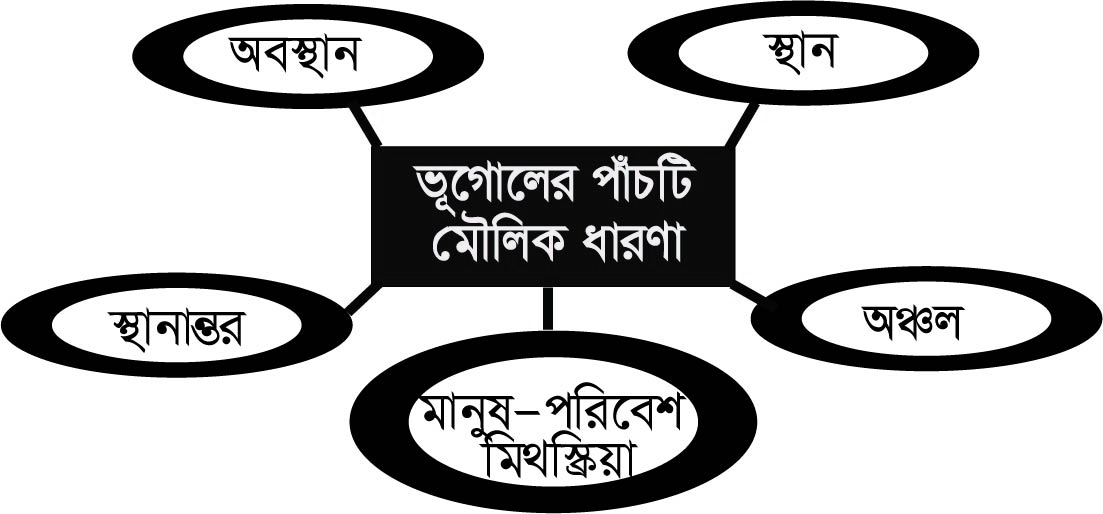 অবস্থান
স্থান
ভূগোলের পাঁচটি
মৌলিক ধারণা
স্থানান্তর
অঞ্চল
মানুষ–পরিবেশ
মিথস্ক্রিয়া